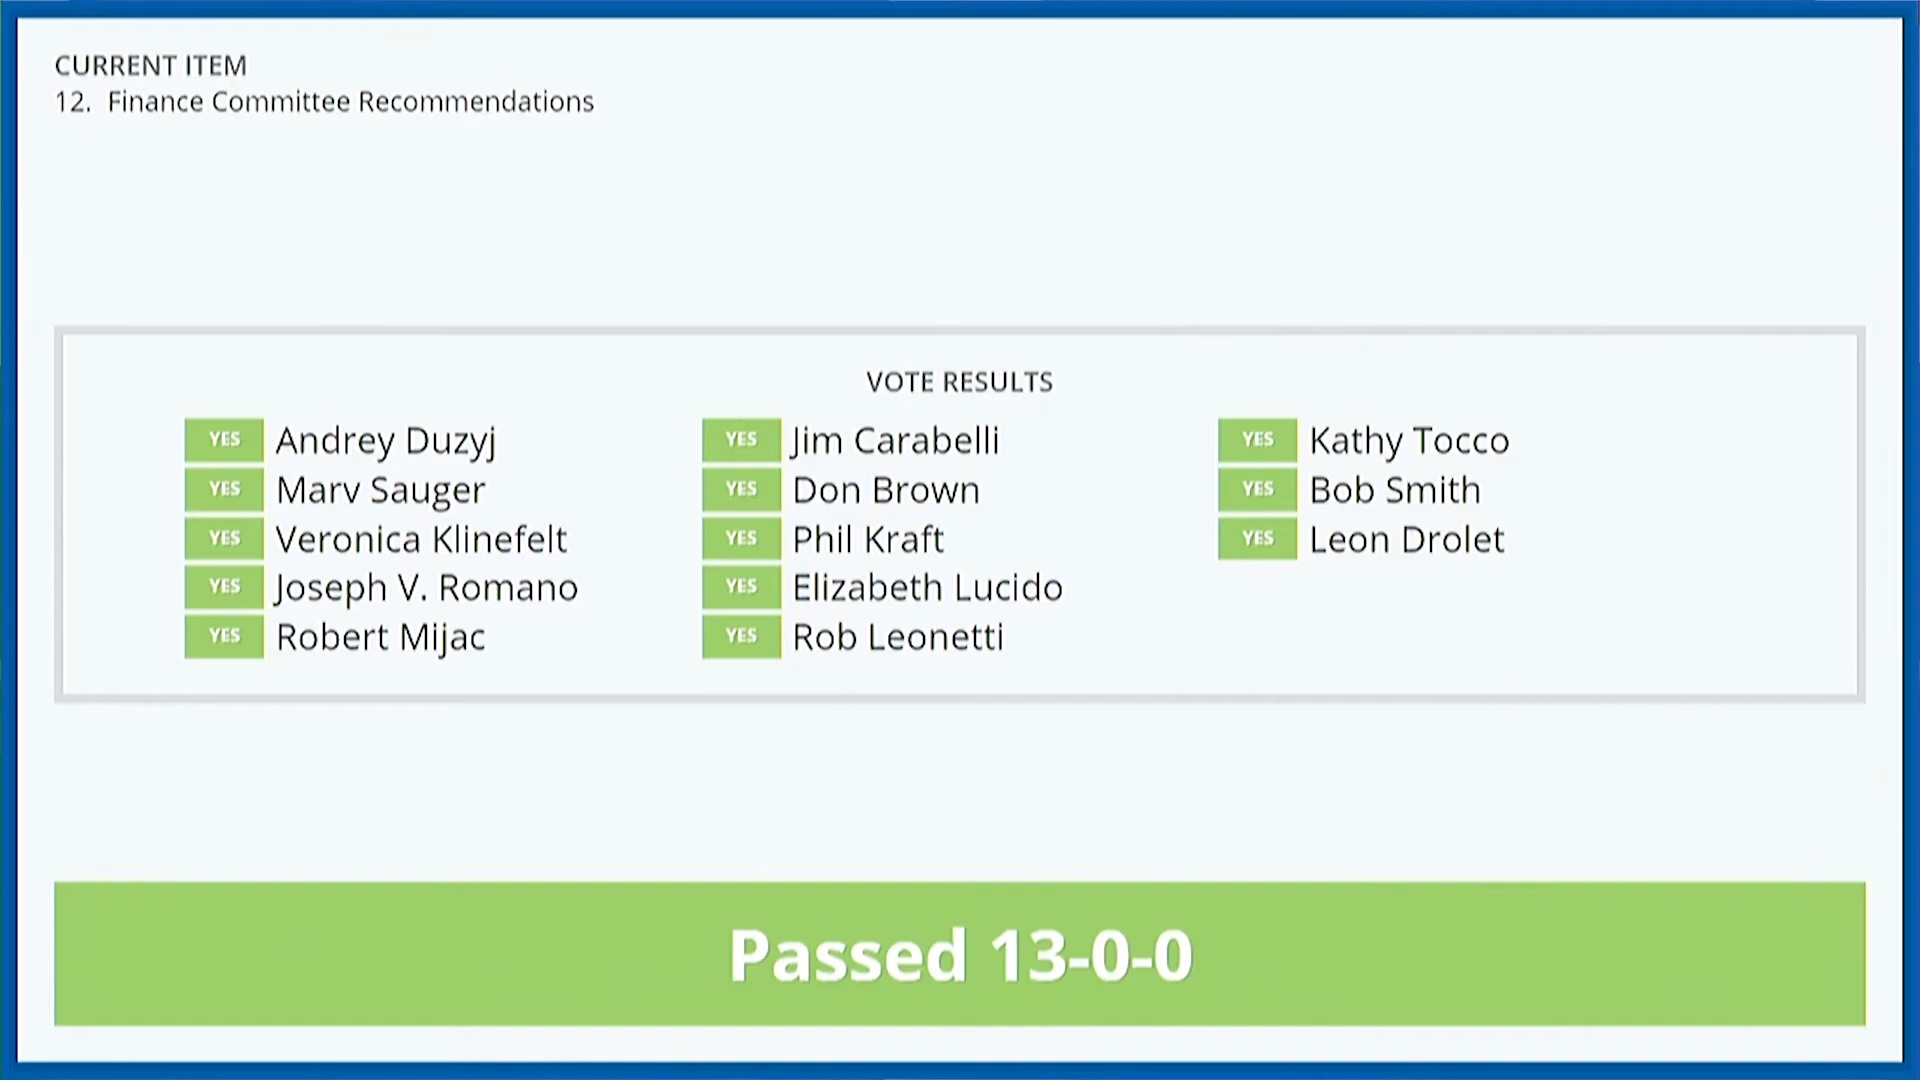 CURRENT ITEM
12. Finance Committee Recommendations
VOTE RESULTS
YES Andrey Duzyj
YES Marv Sauger
YES Veronica Klinefelt
YES Joseph V. Romano
YES Robert Mijac
YES Jim Carabelli
YES Don Brown
YES Phil Kraft
YES Elizabeth Lucido
YES Rob Leonetti
YES Kathy Tocco
YES Bob Smith
YES Leon Drolet
Passed 13-0-0